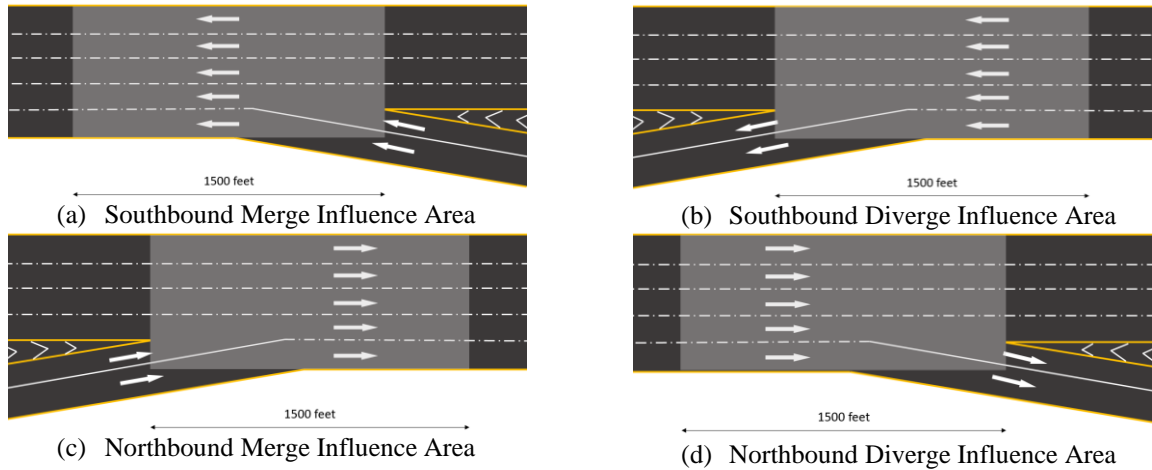 1500 feet
1500 feet
(a) Southbound Merge Influence Area
(b) Southbound Diverge Influence Area
1500 feet
1500 feet
(c) Northbound Merge Influence Area
(d) Northbound Diverge Influence Area